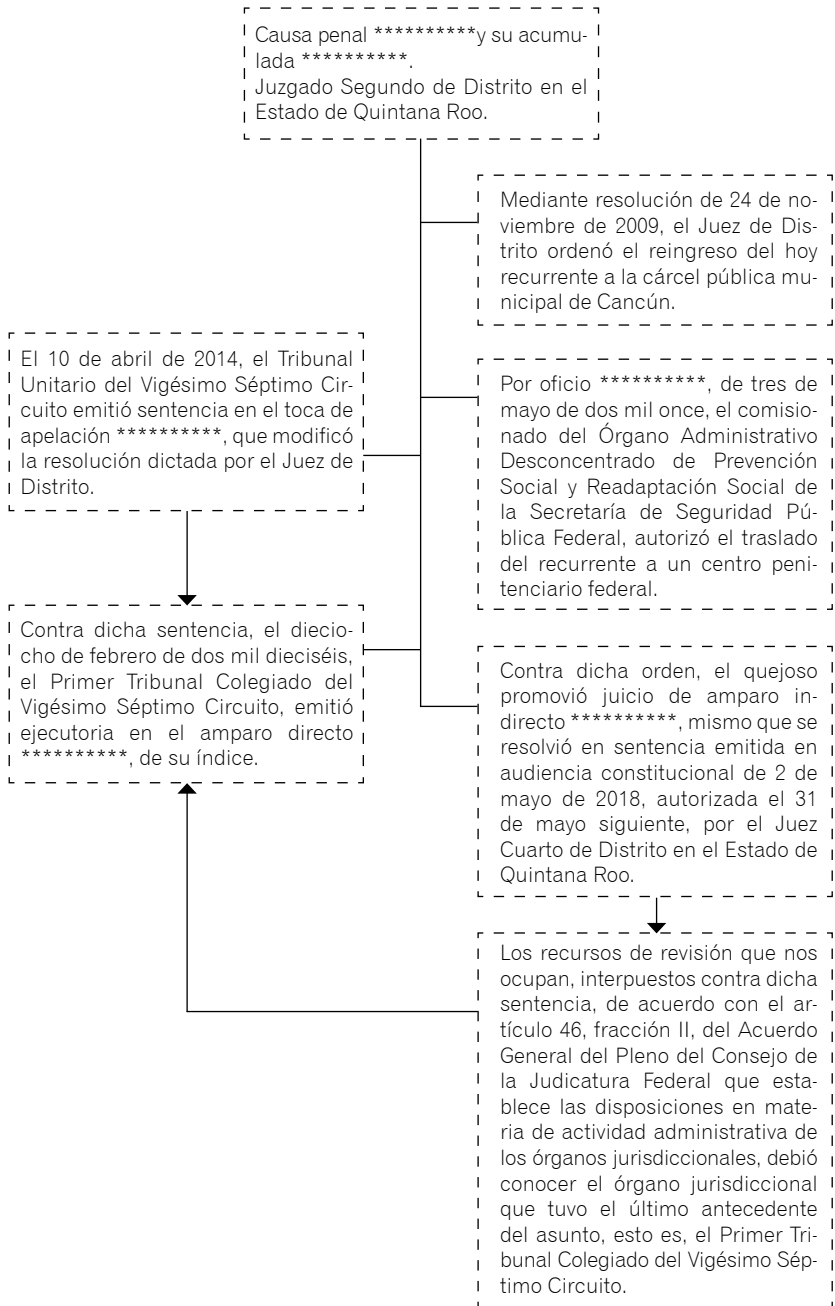 Causa penal **********y su acumu-
lada **********.
Juzgado Segundo de Distrito en el
Estado de Quintana Roo.
Mediante resolución de 24 de no-
viembre de 2009, el Juez de Dis-
trito ordenó el reingreso del hoy
recurrente a la cárcel pública mu-
nicipal de Cancún.
El 10 de abril de 2014, el Tribunal
Unitario del Vigésimo Séptimo Cir-
cuito emitió sentencia en el toca de
apelación **********, que modificó
la resolución dictada por el Juez de
Distrito.
Por oficio **********, de tres de
mayo de dos mil once, el comisio-
nado del Órgano Administrativo
Desconcentrado de Prevención
Social y Readaptación Social de
la Secretaría de Seguridad Pú-
blica Federal, autorizó el traslado
del recurrente a un centro peni-
tenciario federal.
Contra dicha sentencia, el diecio-
cho de febrero de dos mil dieciséis,
el Primer Tribunal Colegiado del
Vigésimo Séptimo Circuito, emitió
ejecutoria en el amparo directo
**********, de su índice.
Contra dicha orden, el quejoso
promovió juicio de amparo in-
directo **********, mismo que se
resolvió en sentencia emitida en
audiencia constitucional de 2 de
mayo de 2018, autorizada el 31
de mayo siguiente, por el Juez
Cuarto de Distrito en el Estado de
Quintana Roo.
Los recursos de revisión que nos
ocupan, interpuestos contra dicha
sentencia, de acuerdo con el ar-
tículo 46, fracción II, del Acuerdo
General del Pleno del Consejo de
la Judicatura Federal que esta-
blece las disposiciones en mate-
ria de actividad administrativa de
los órganos jurisdiccionales, debió
conocer el órgano jurisdiccional
que tuvo el último antecedente
del asunto, esto es, el Primer Tri-
bunal Colegiado del Vigésimo Sép-
timo Circuito.